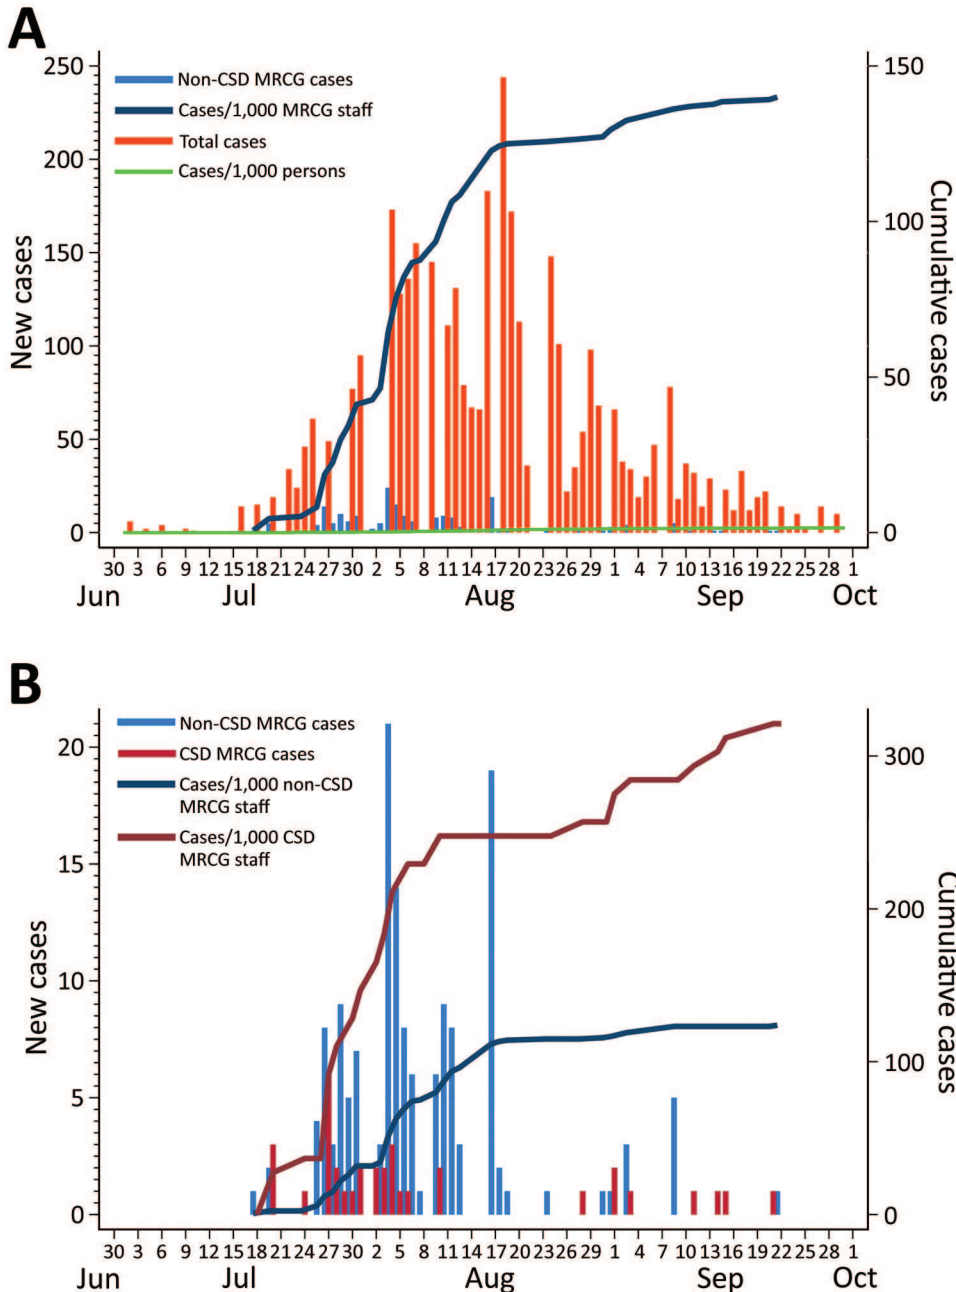 A
250
200
150
100
50
0
New cases
Non-CSD MRCG cases
Cases/1,000 MRCG staff
Total cases
Cases/1,000 persons
150
100
50
0
Cumulative cases
30 3 6 9 12 15 18 21 24 27 30 2 5 8 11 14 17 20 23 26 29 1 4 7 10 13 16 19 22 25 28 1
Jun Jul Aug Sep Oct
B
20
15
10
5
0
New cases
Non-CSD MRCG cases
CSD MRCG cases
Cases/1,000 non-CSD
MRCG staff
Cases/1,000 CSD
MRCG staff
300
200
100
0
Cumulative cases
30 3 6 9 12 15 18 21 24 27 30 2 5 8 11 14 17 20 23 26 29 1 4 7 10 13 16 19 22 25 28 1
Jun Jul Aug Sep Oct